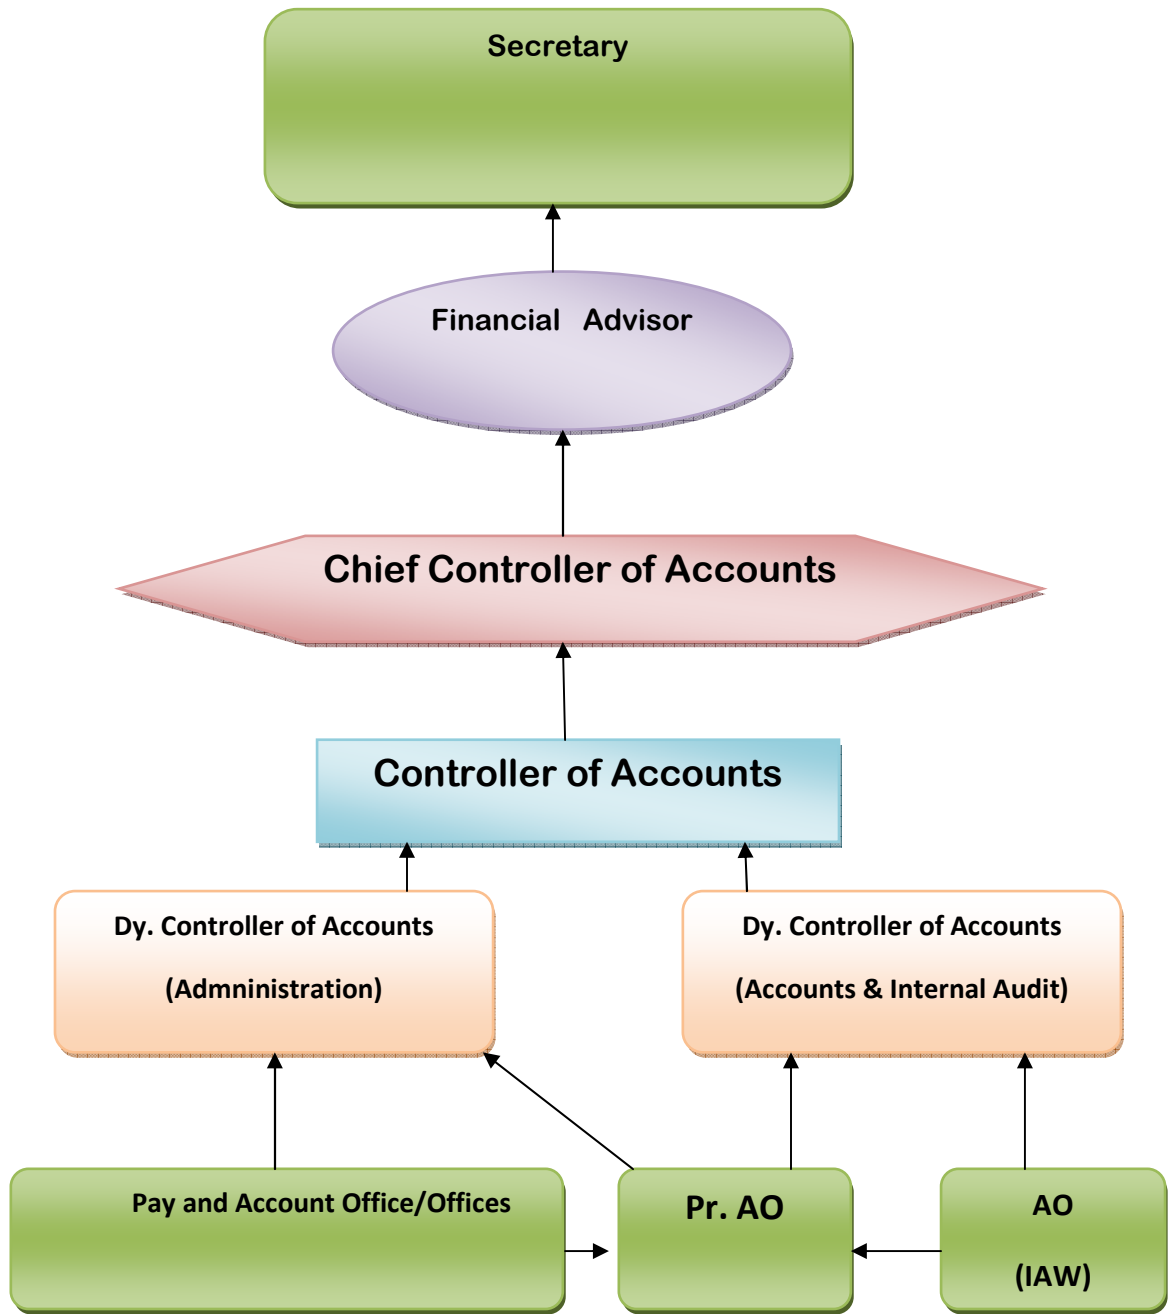 Secretary
Financial Advisor
Chief Controller of Accounts
Controller of Accounts
Dy. Controller of Accounts
(Admninistration)
Dy. Controller of Accounts
(Accounts & Internal Audit)
Pay and Account Office/Offices
Pr. AO
AO
(IAW)